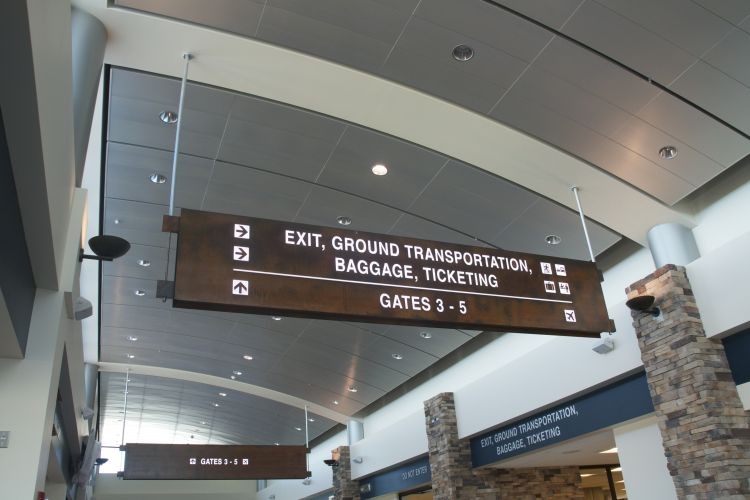 EXIT, GROUND TRANSPORTATION,
BAGGAGE, TICKETING
GATES 3 - 5
EXIT, GROUND TRANSPORTATION,
BAGGAGE, TICKETING
DO NOT ENTER
GATES 3 - 5